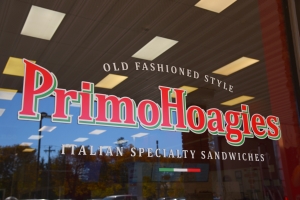 OLD FASHIONED STYLE
PrimoHoagies
ITALIAN SPECIALTY SANDWICHES